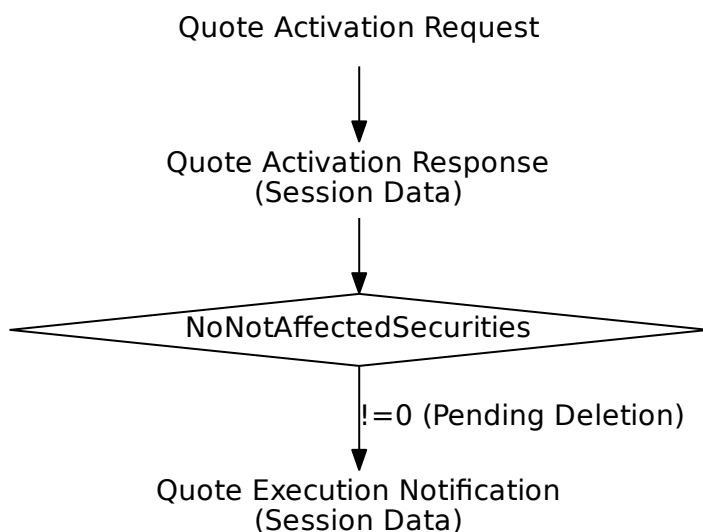 Quote Activation Request
Quote Activation Response
(Session Data)
NoNotAffectedSecurities
!=0 (Pending Deletion)
Quote Execution Notification
(Session Data)